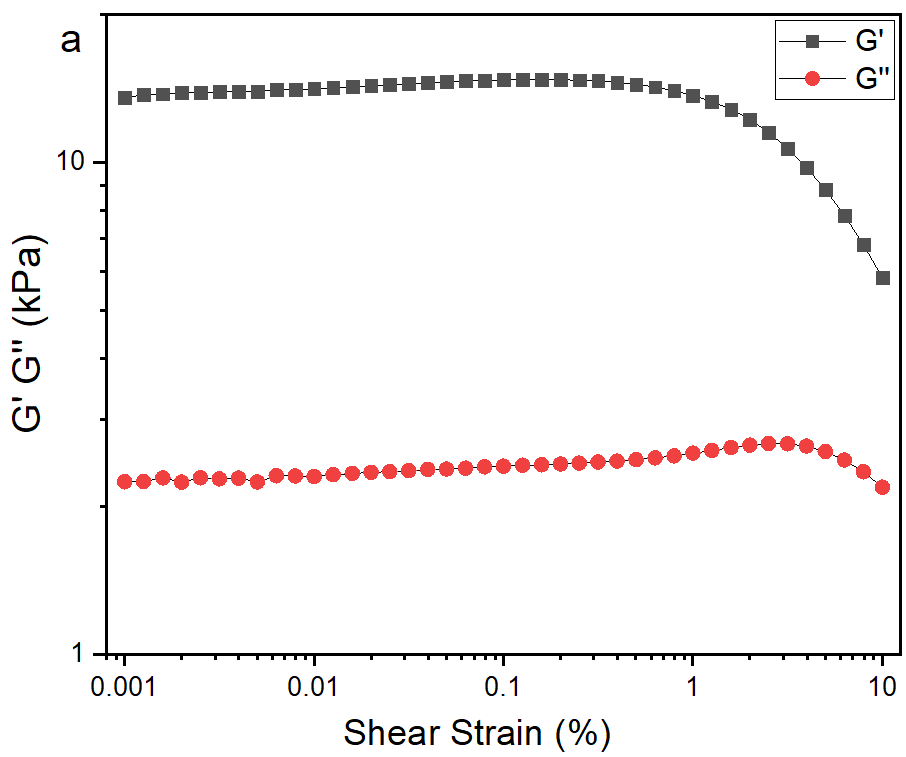 a
G'
G"
10
1
G' G" (kPa)
0.001 0.01 0.1 1 10
Shear Strain (%)